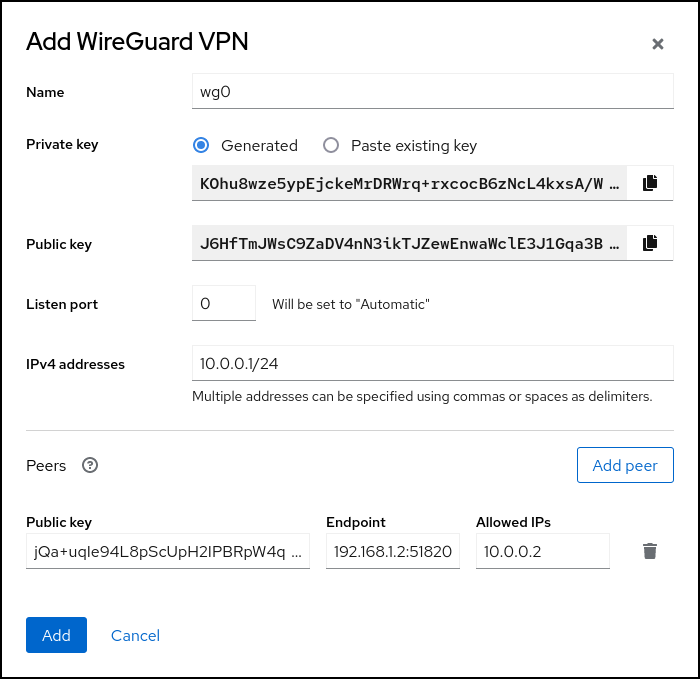 Add WireGuard VPN
Name
wg0
Private key
Generated
Paste existing key
KOhu8wze5ypEjckeMrDRWrq+rxcocB6zNcL4kxsA/W …
Public key
J6HfTmJWsC9ZaDV4nN3ikTJZewEnwaWclE3J1Gqa3B …
Listen port
0
Will be set to "Automatic"
IPv4 addresses
10.0.0.1/24
Multiple addresses can be specified using commas or spaces as delimiters.
Peers
Add peer
Public key
Endpoint
Allowed IPs
jQa+uqIe94L8pScUpH2IPBRpW4q …
192.168.1.2:51820
10.0.0.2
Add
Cancel